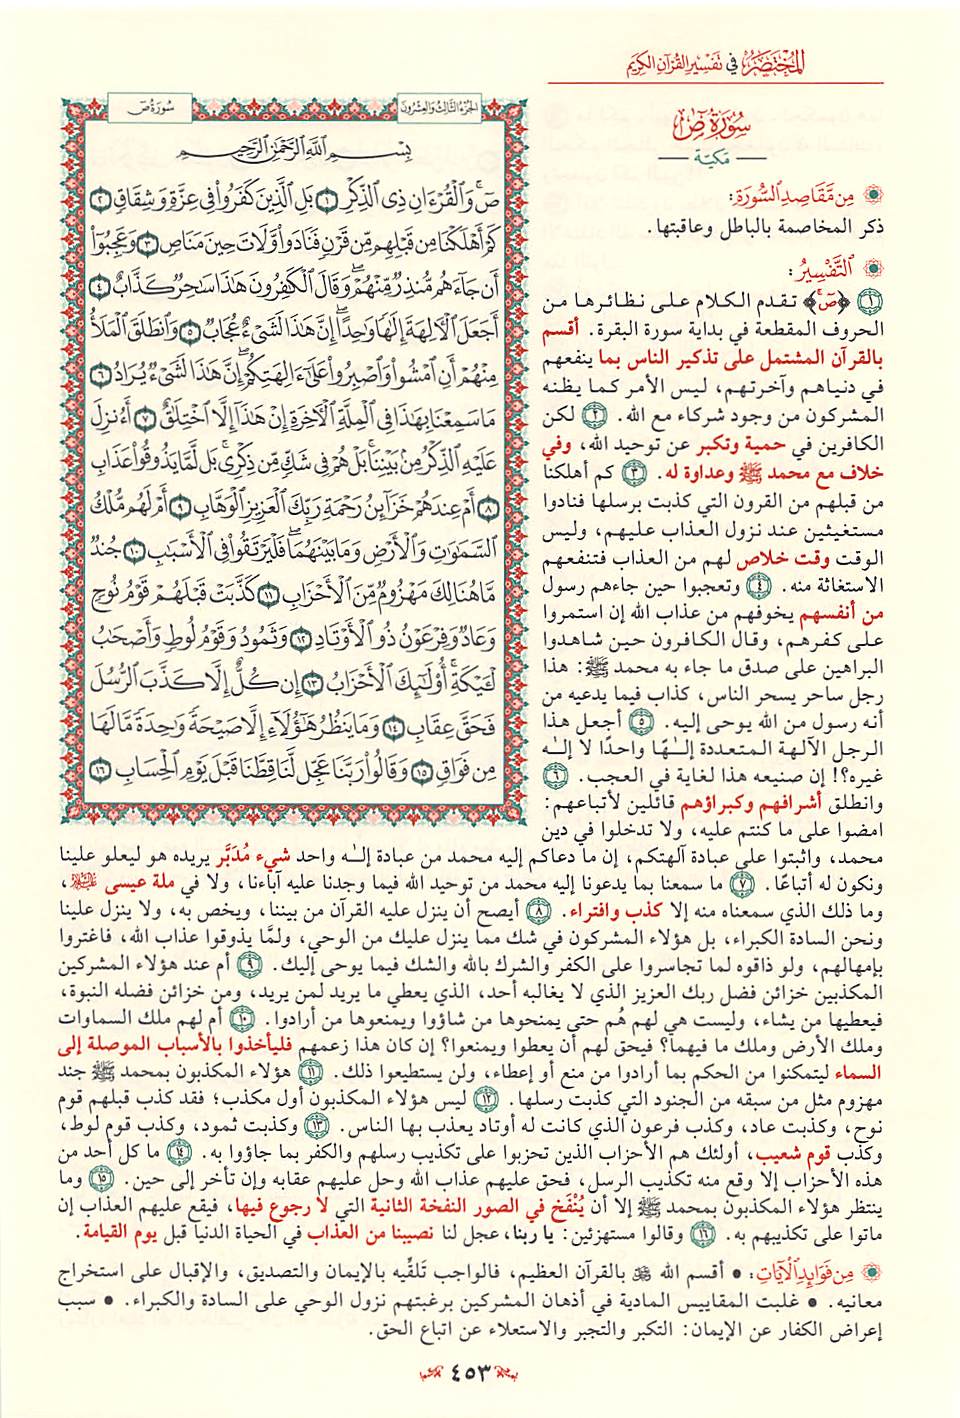 المختصر في تفسير القرآن الكريم
سورة ص
الجزء الثالث والعشرون
سورة ص
مكية
بِسْمِ ٱللَّهِ ٱلرَّحْمَٰنِ ٱلرَّحِيمِ
صٓۚ وَٱلْقُرْءَانِ ذِى ٱلذِّكْرِ ١ بَلِ ٱلَّذِينَ كَفَرُوا۟ فِى عِزَّةٍ وَشِقَاقٍ ٢
كَمْ أَهْلَكْنَا مِن قَبْلِهِم مِّن قَرْنٍ فَنَادَوا۟ وَّلَاتَ حِينَ مَنَاصٍ ٣ وَعَجِبُوٓا۟
أَن جَآءَهُم مُّنذِرٌ مِّنْهُمْۖ وَقَالَ ٱلْكَٰفِرُونَ هَٰذَا سَٰحِرٌ كَذَّابٌ ٤
أَجَعَلَ ٱلْءَالِهَةَ إِلَٰهًا وَٰحِدًاۖ إِنَّ هَٰذَا لَشَىْءٌ عُجَابٌ ٥ وَٱنطَلَقَ ٱلْمَلَأُ
مِنْهُمْ أَنِ ٱمْشُوا۟ وَٱصْبِرُوا۟ عَلَىٰٓ ءَالِهَتِكُمْۖ إِنَّ هَٰذَا لَشَىْءٌ يُرَادُ ٦
مَا سَمِعْنَا بِهَٰذَا فِى ٱلْمِلَّةِ ٱلْءَاخِرَةِ إِنْ هَٰذَآ إِلَّا ٱخْتِلَٰقٌ ٧ أَءُنزِلَ
عَلَيْهِ ٱلذِّكْرُ مِنۢ بَيْنِنَاۚ بَلْ هُمْ فِى شَكٍّ مِّن ذِكْرِىۚ بَل لَّمَّا يَذُوقُوا۟ عَذَابِ
٨ أَمْ عِندَهُمْ خَزَآئِنُ رَحْمَةِ رَبِّكَ ٱلْعَزِيزِ ٱلْوَهَّابِ ٩ أَمْ لَهُم مُّلْكُ
ٱلسَّمَٰوَٰتِ وَٱلْأَرْضِ وَمَا بَيْنَهُمَاۖ فَلْيَرْتَقُوا۟ فِى ٱلْأَسْبَٰبِ ١٠ جُندٌ
مَّا هُنَالِكَ مَهْزُومٌ مِّنَ ٱلْأَحْزَابِ ١١ كَذَّبَتْ قَبْلَهُمْ قَوْمُ نُوحٍ
وَعَادٌ وَفِرْعَوْنُ ذُو ٱلْأَوْتَادِ ١٢ وَثَمُودُ وَقَوْمُ لُوطٍ وَأَصْحَٰبُ
لْـَٔيْكَةِۚ أُو۟لَٰٓئِكَ ٱلْأَحْزَابُ ١٣ إِن كُلٌّ إِلَّا كَذَّبَ ٱلرُّسُلَ
فَحَقَّ عِقَابِ ١٤ وَمَا يَنظُرُ هَٰٓؤُلَآءِ إِلَّا صَيْحَةً وَٰحِدَةً مَّا لَهَا
مِن فَوَاقٍ ١٥ وَقَالُوا۟ رَبَّنَا عَجِّل لَّنَا قِطَّنَا قَبْلَ يَوْمِ ٱلْحِسَابِ ١٦
من مقاصد السورة:
ذكر المخاصمة بالباطل وعاقبتها.
التفسير:
١ ﴿صٓ﴾ تقدم الكلام على نظائرها من
الحروف المقطعة في بداية سورة البقرة. أقسم
بالقرآن المشتمل على تذكير الناس بما ينفعهم
في دنياهم وآخرتهم، ليس الأمر كما يظنه
المشركون من وجود شركاء مع الله. ٢ لكن
الكافرين في حمية وتكبر عن توحيد الله، وفي
خلاف مع محمد ﷺ وعداوة له. ٣ كم أهلكنا
من قبلهم من القرون التي كذبت برسلها فنادوا
مستغيثين عند نزول العذاب عليهم، وليس
الوقت وقت خلاص لهم من العذاب فتنفعهم
الاستغاثة منه. ٤ وتعجبوا حين جاءهم رسول
من أنفسهم يخوفهم من عذاب الله إن استمروا
على كفرهم، وقال الكافرون حين شاهدوا
البراهين على صدق ما جاء به محمد ﷺ: هذا
رجل ساحر يسحر الناس، كذاب فيما يدعيه من
أنه رسول من الله يوحى إليه. ٥ أجعل هذا
الرجل الآلهة المتعددة إلـٰهًا واحدًا لا إلـٰه
غيره؟! إن صنيعه هذا لغاية في العجب. ٦
وانطلق أشرافهم وكبراؤهم قائلين لأتباعهم:
امضوا على ما كنتم عليه، ولا تدخلوا في دين
محمد، واثبتوا على عبادة آلهتكم، إن ما دعاكم إليه محمد من عبادة إلـٰه واحد شيء مُدَبَّر يريده هو ليعلو علينا
ونكون له أتباعًا. ٧ ما سمعنا بما يدعونا إليه محمد من توحيد الله فيما وجدنا عليه آباءنا، ولا في ملة عيسى عليه السلام،
وما ذلك الذي سمعناه منه إلا كذب وافتراء. ٨ أيصح أن ينزل عليه القرآن من بيننا، ويخص به، ولا ينزل علينا
ونحن السادة الكبراء، بل هؤلاء المشركون في شك مما ينزل عليك من الوحي، ولمَّا يذوقوا عذاب الله، فاغتروا
بإمهالهم، ولو ذاقوه لما تجاسروا على الكفر والشرك بالله والشك فيما يوحى إليك. ٩ أم عند هؤلاء المشركين
المكذبين خزائن فضل ربك العزيز الذي لا يغالبه أحد، الذي يعطي ما يريد لمن يريد، ومن خزائن فضله النبوة،
فيعطيها من يشاء، وليست هي لهم هُم حتى يمنحوها من شاؤوا ويمنعوها من أرادوا. ١٠ أم لهم ملك السماوات
وملك الأرض وملك ما فيهما؟ فيحق لهم أن يعطوا ويمنعوا؟ إن كان هذا زعمهم فليأخذوا بالأسباب الموصلة إلى
السماء ليتمكنوا من الحكم بما أرادوا من منع أو إعطاء، ولن يستطيعوا ذلك. ١١ هؤلاء المكذبون بمحمد ﷺ جند
مهزوم مثل من سبقه من الجنود التي كذبت رسلها. ١٢ ليس هؤلاء المكذبون أول مكذب؛ فقد كذب قبلهم قوم
نوح، وكذبت عاد، وكذب فرعون الذي كانت له أوتاد يعذب بها الناس. ١٣ وكذبت ثمود، وكذب قوم لوط،
وكذب قوم شعيب، أولئك هم الأحزاب الذين تحزبوا على تكذيب رسلهم والكفر بما جاؤوا به. ١٤ ما كل أحد من
هذه الأحزاب إلا وقع منه تكذيب الرسل، فحق عليهم عذاب الله وحل عليهم عقابه وإن تأخر إلى حين. ١٥ وما
ينتظر هؤلاء المكذبون بمحمد ﷺ إلا أن يُنْفَخ في الصور النفخة الثانية التي لا رجوع فيها، فيقع عليهم العذاب إن
ماتوا على تكذيبهم به. ١٦ وقالوا مستهزئين: يا ربنا، عجل لنا نصيبنا من العذاب في الحياة الدنيا قبل يوم القيامة.
من فوائد الآيات: • أقسم الله ﷻ بالقرآن العظيم، فالواجب تَلقِّيه بالإيمان والتصديق، والإقبال على استخراج
معانيه. • غلبت المقاييس المادية في أذهان المشركين برغبتهم نزول الوحي على السادة والكبراء. • سبب
إعراض الكفار عن الإيمان: التكبر والتجبر والاستعلاء عن اتباع الحق.
٤٥٣